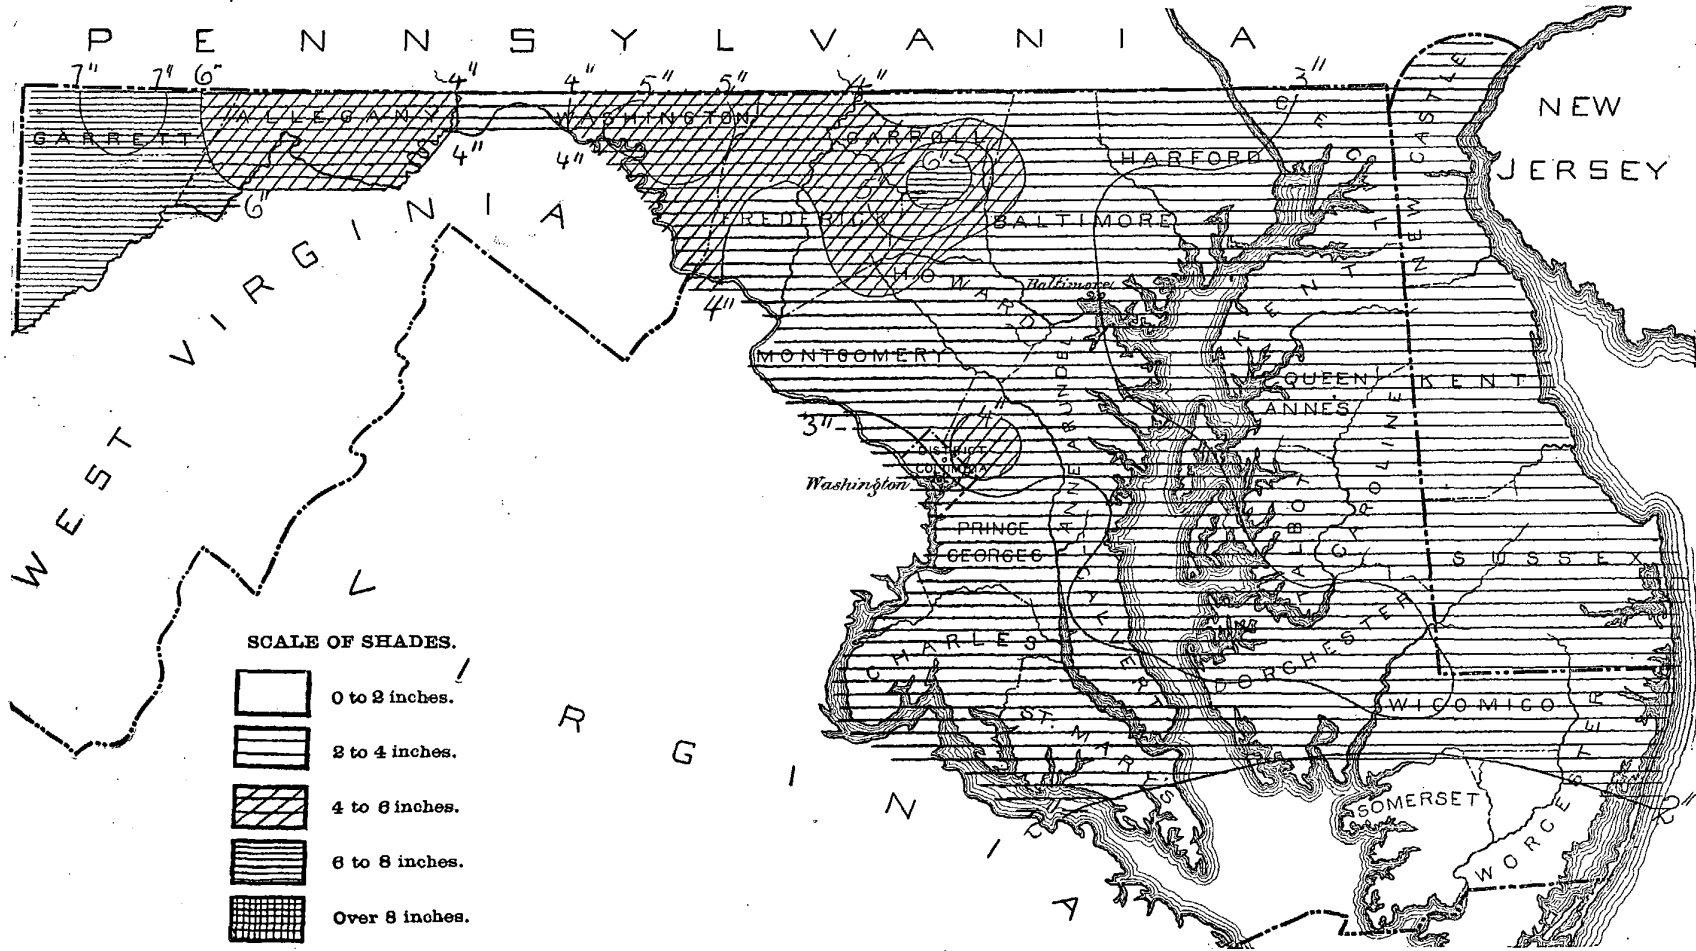 PENNSYLVANIA
7" 7" 6" 4" 4" 5" 5" 4" 3"
NEW
JERSEY
GARRETT
ALLEGANY
WASHINGTON
CARROLL
HARFORD
CECIL
NEW CASTLE
4" 4"
6"
6"
FREDERICK
BALTIMORE
HOWARD
Baltimore
KENT
4"
MONTGOMERY
ANNE ARUNDEL
QUEEN
ANNE'S
KENT
CAROLINE
3"
4"
DISTRICT
COLUMBIA
Washington
PRINCE
GEORGES
TALBOT
SUSSEX
CHARLES
CALVERT
DORCHESTER
ST. MARY'S
WICOMICO
SOMERSET
WORCESTER
2"
WEST VIRGINIA
VIRGINIA
SCALE OF SHADES.
0 to 2 inches.
2 to 4 inches.
4 to 6 inches.
6 to 8 inches.
Over 8 inches.